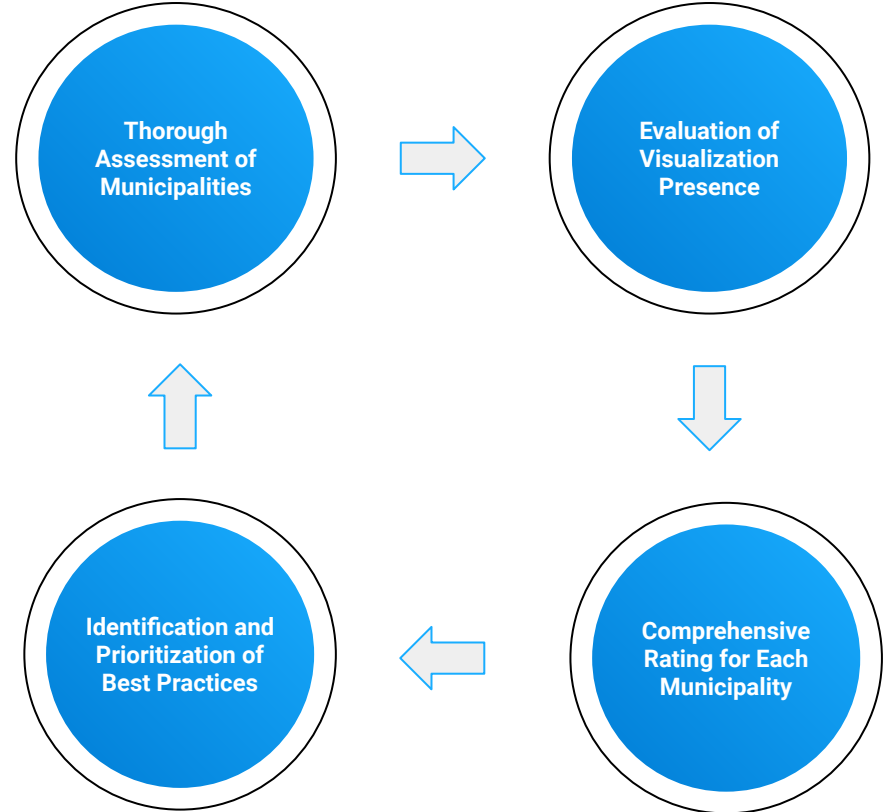 Thorough
Assessment of
Municipalities
Evaluation of
Visualization
Presence
Identification and
Prioritization of
Best Practices
Comprehensive
Rating for Each
Municipality